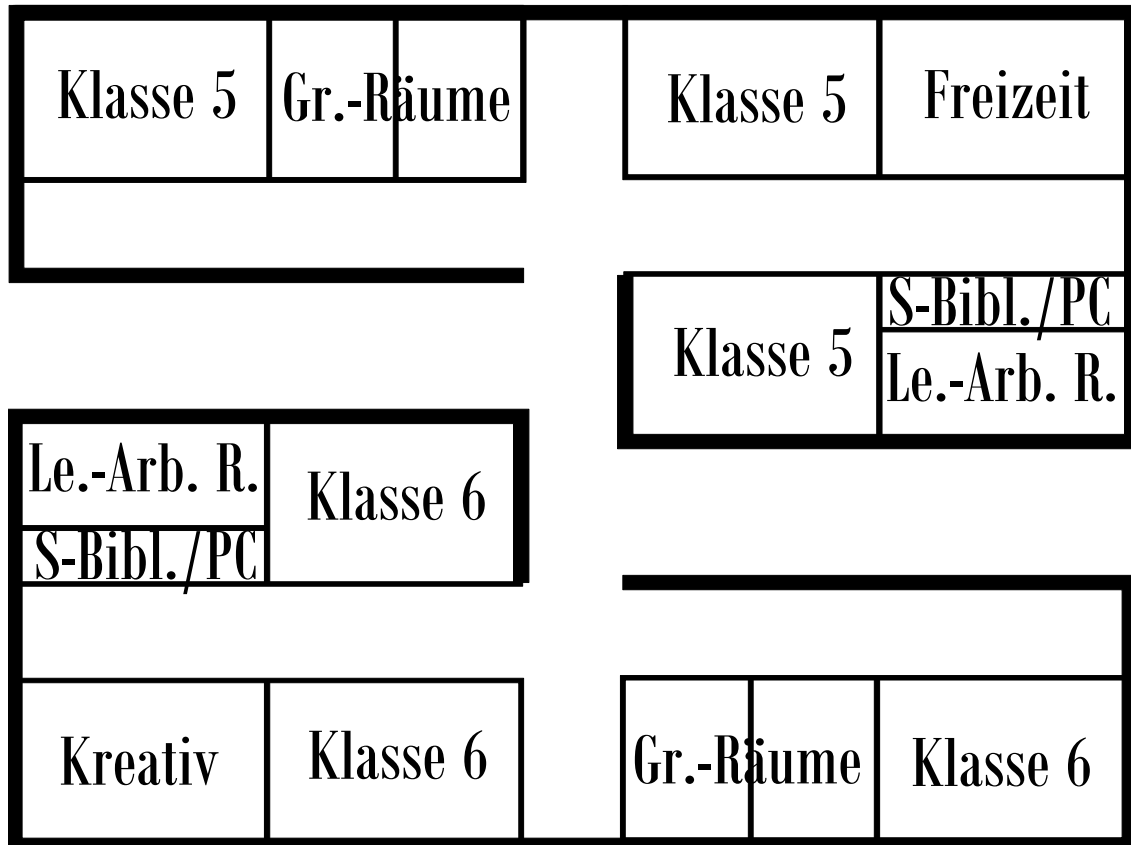 Klasse 5
Gr.-Räume
Klasse 5
Freizeit
Klasse 5
S-Bibl./PC
Le.-Arb. R.
Le.-Arb. R.
S-Bibl./PC
Klasse 6
Kreativ
Klasse 6
Gr.-Räume
Klasse 6